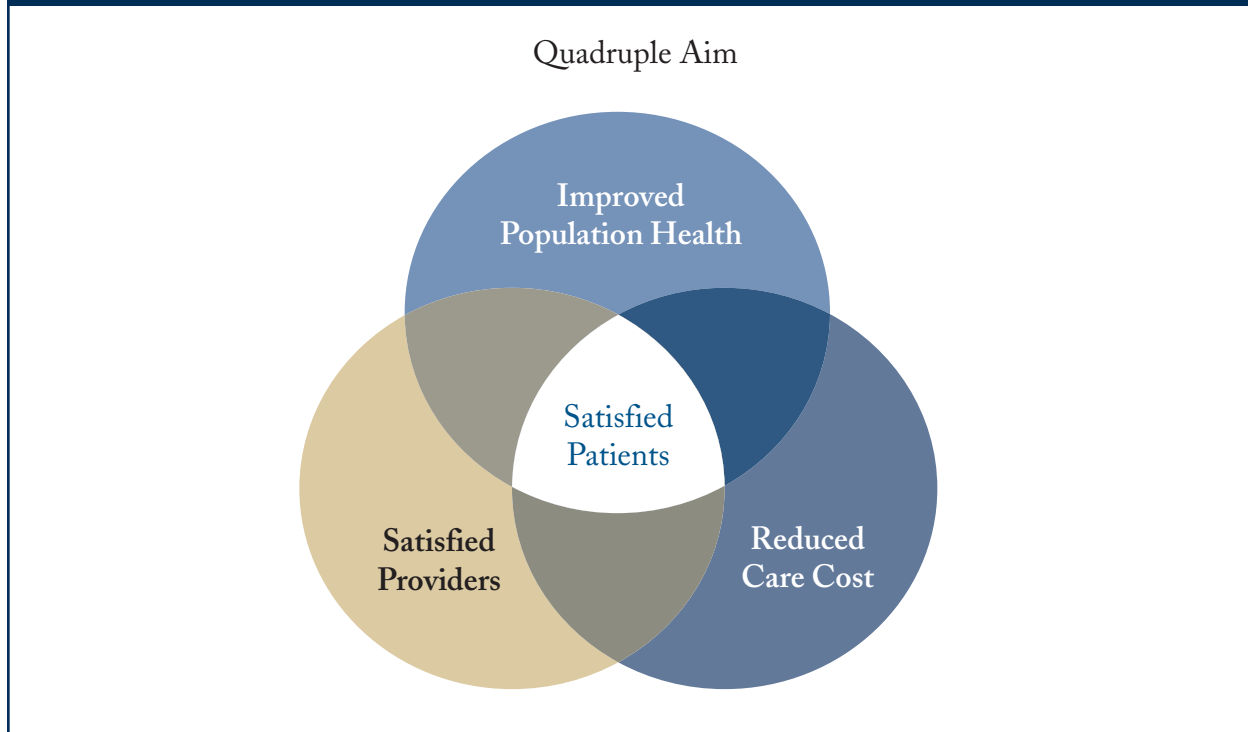 Quadruple Aim
Improved
Population Health
Satisfied
Patients
Satisfied
Providers
Reduced
Care Cost